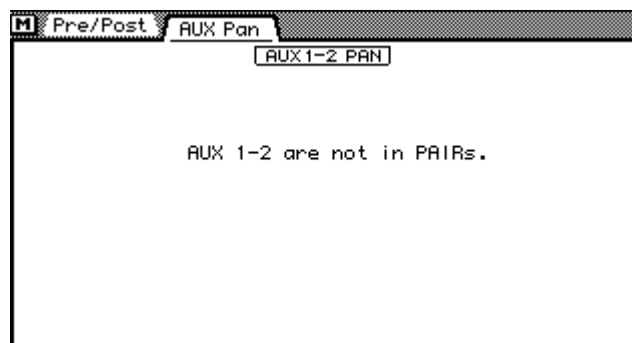 M Pre/Post AUX Pan
AUX1-2 PAN
AUX 1-2 are not in PAIRs.